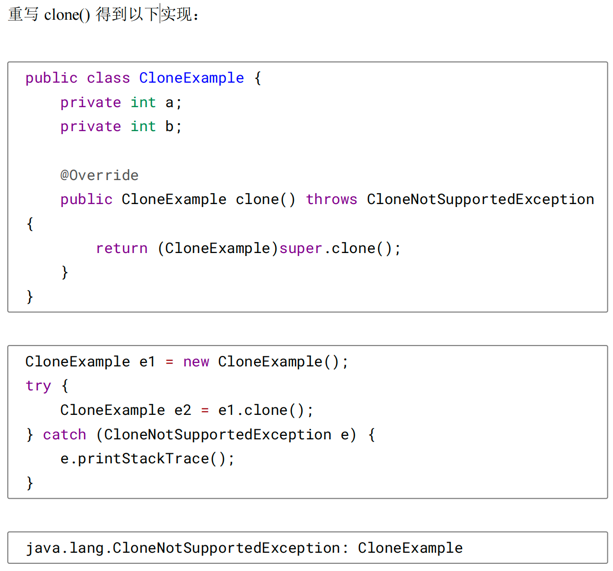 重写 clone() 得到以下实现：
public class CloneExample {
    private int a;
    private int b;
    @Override
    public CloneExample clone() throws CloneNotSupportedException
{
        return (CloneExample)super.clone();
    }
}
CloneExample e1 = new CloneExample();
try {
    CloneExample e2 = e1.clone();
} catch (CloneNotSupportedException e) {
    e.printStackTrace();
}
java.lang.CloneNotSupportedException: CloneExample